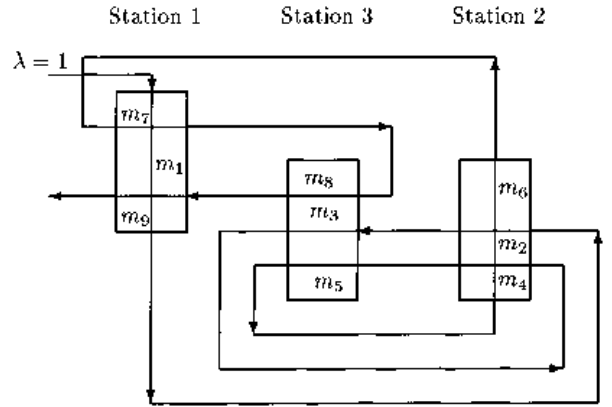 Station 1 Station 3 Station 2
λ = 1
m₇
m₁
m₈
m₆
m₉
m₃
m₂
m₅
m₄